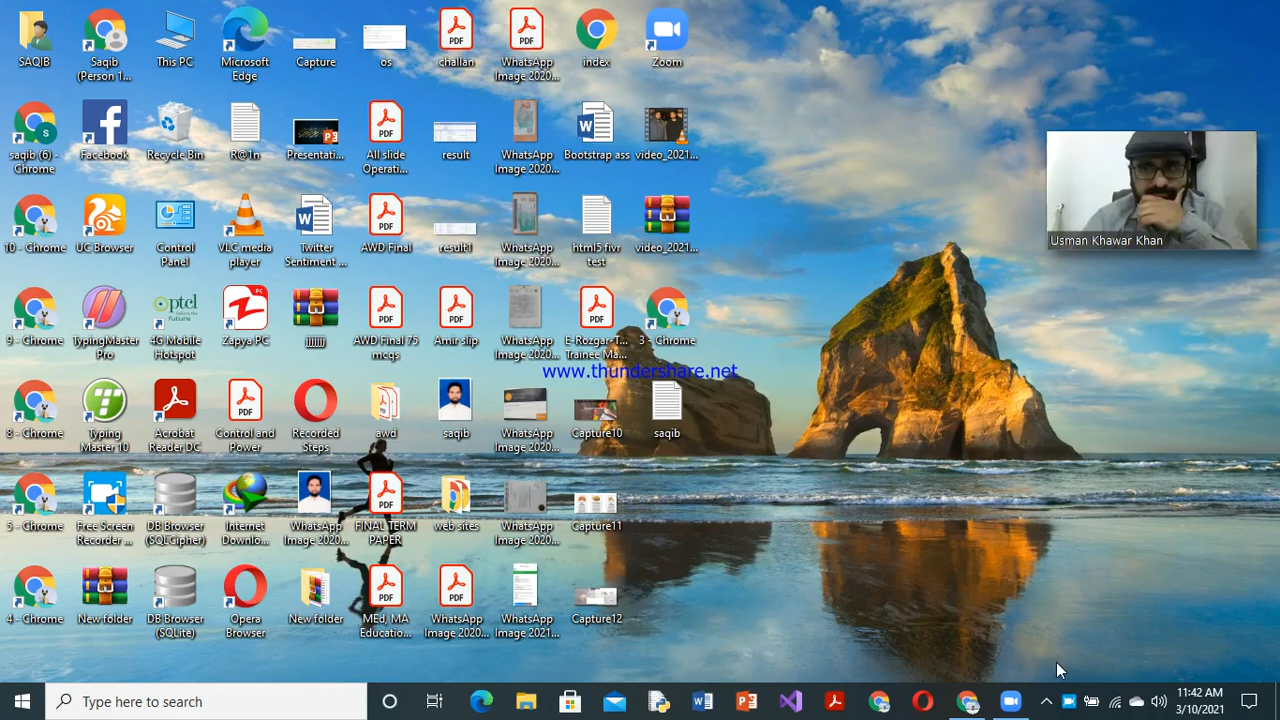 SAQIB
Saqib
(Person 1...
This PC
Microsoft
Edge
Capture
os
challan
WhatsApp
Image 2020...
index
Zoom
saqib (6) -
Chrome
Facebook
Recycle Bin
R@1n
Presentati...
All slide
Operati...
result
WhatsApp
Image 2020...
Bootstrap ass
video_2021...
10 - Chrome
UC Browser
Control
Panel
VLC media
player
Twitter
Sentiment ...
AWD Final
result1
WhatsApp
Image 2020...
html5 fivr
test
video_2021...
Usman Khawar Khan
9 - Chrome
TypingMaster
Pro
4G Mobile
Hotspot
Zapya PC
jjjjjjj
AWD Final 75
mcqs
Amir slip
WhatsApp
Image 2020...
E-Rozgar-T...
Trainee Ma...
3 - Chrome
www.thundershare.net
8 - Chrome
Typing
Master 10
Acrobat
Reader DC
Control and
Power
Recorded
Steps
awd
saqib
WhatsApp
Image 2020...
Capture10
saqib
5 - Chrome
Free Screen
Recorder ...
DB Browser
(SQLCipher)
Internet
Downlo...
WhatsApp
Image 2020...
FINAL TERM
PAPER
web sites
WhatsApp
Image 2020...
Capture11
4 - Chrome
New folder
DB Browser
(SQLite)
Opera
Browser
New folder
MEd, MA
Educatio...
WhatsApp
Image 2020...
WhatsApp
Image 2021...
Capture12
Type here to search
11:42 AM
3/10/2021